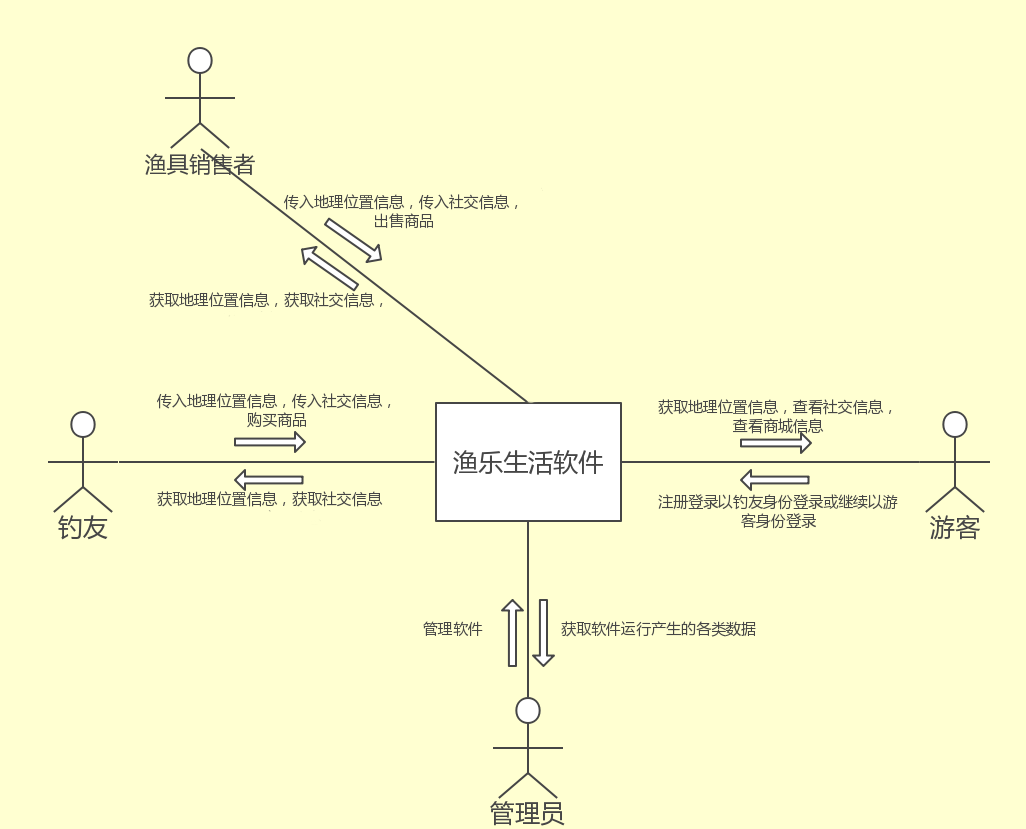 渔具销售者
传入地理位置信息，传入社交信息，
出售商品
获取地理位置信息，获取社交信息，
传入地理位置信息，传入社交信息，
购买商品
获取地理位置信息，获取社交信息
钓友
渔乐生活软件
获取地理位置信息，查看社交信息，
查看商城信息
注册登录以钓友身份登录或继续以游
客身份登录
游客
管理软件
获取软件运行产生的各类数据
管理员